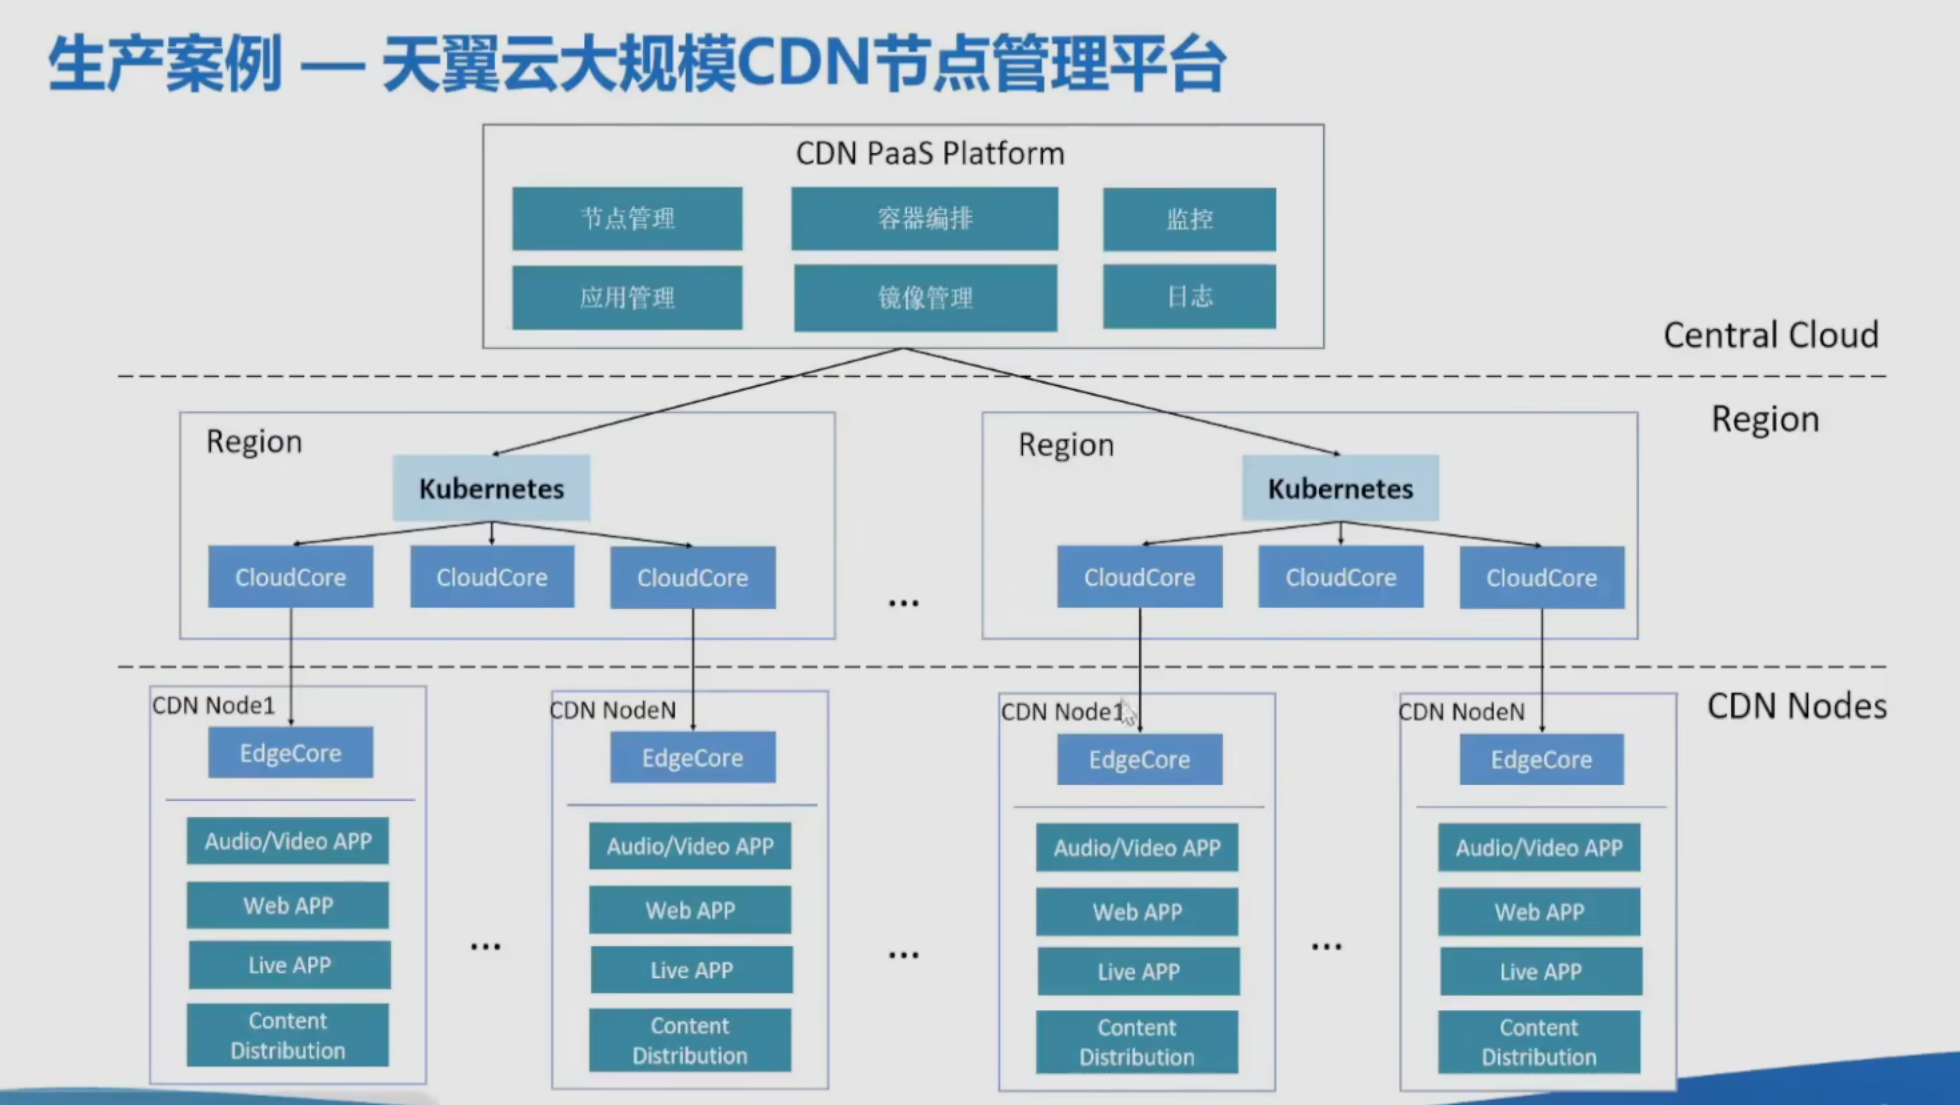 生产案例 — 天翼云大规模CDN节点管理平台
CDN PaaS Platform
节点管理
容器编排
监控
应用管理
镜像管理
日志
Central Cloud
Region
Region
Region
Kubernetes
Kubernetes
CloudCore
CloudCore
CloudCore
...
CloudCore
CloudCore
CloudCore
CDN Nodes
CDN Node1
EdgeCore
Audio/Video APP
Web APP
Live APP
Content
Distribution
...
CDN NodeN
EdgeCore
Audio/Video APP
Web APP
Live APP
Content
Distribution
...
CDN Node1
EdgeCore
Audio/Video APP
Web APP
Live APP
Content
Distribution
...
CDN NodeN
EdgeCore
Audio/Video APP
Web APP
Live APP
Content
Distribution